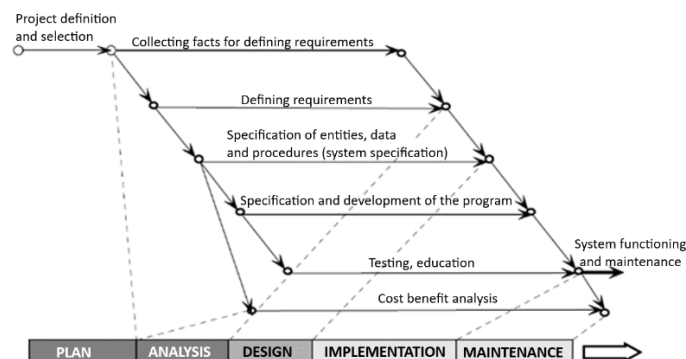 Project definition
and selection
Collecting facts for defining requirements
Defining requirements
Specification of entities, data
and procedures (system specification)
Specification and development of the program
System functioning
and maintenance
Testing, education
Cost benefit analysis
PLAN
ANALYSIS
DESIGN
IMPLEMENTATION
MAINTENANCE